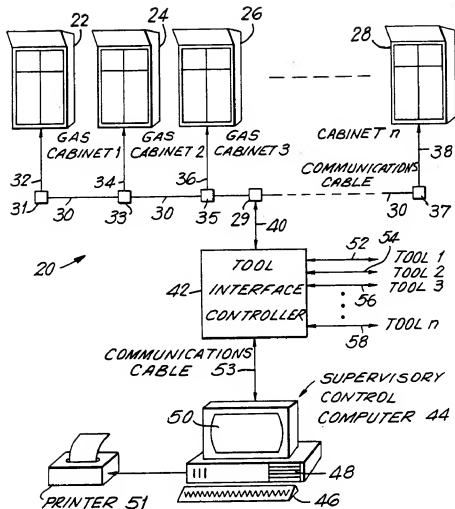 22
24
26
28
GAS CABINET 1
GAS CABINET 2
GAS CABINET 3
CABINET n
32
34
36
38
COMMUNICATIONS CABLE
31
30
33
30
35
29
30
37
40
20
42
TOOL INTERFACE CONTROLLER
52
54
TOOL 1
TOOL 2
56
TOOL 3
58
TOOL n
COMMUNICATIONS CABLE 53
SUPERVISORY CONTROL COMPUTER 44
50
48
46
PRINTER 51